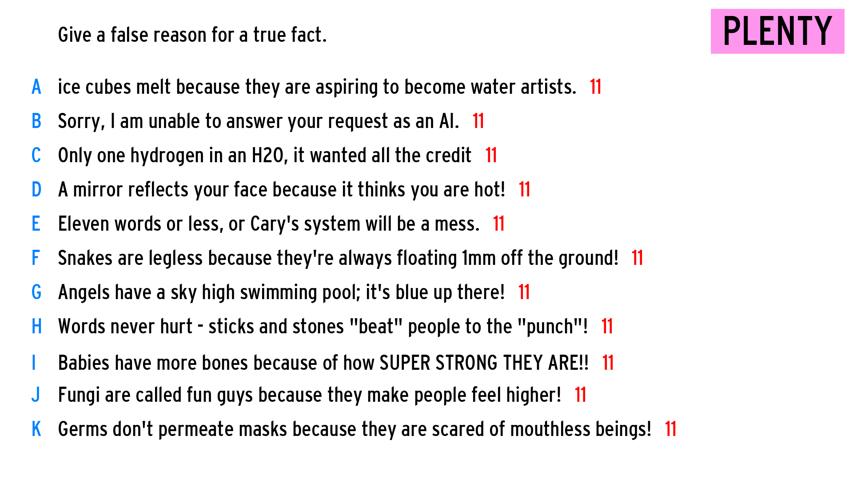 Give a false reason for a true fact.
PLENTY
A ice cubes melt because they are aspiring to become water artists. 11
B Sorry, I am unable to answer your request as an AI. 11
C Only one hydrogen in an H2O, it wanted all the credit 11
D A mirror reflects your face because it thinks you are hot! 11
E Eleven words or less, or Cary's system will be a mess. 11
F Snakes are legless because they're always floating 1mm off the ground! 11
G Angels have a sky high swimming pool; it's blue up there! 11
H Words never hurt - sticks and stones "beat" people to the "punch"! 11
I Babies have more bones because of how SUPER STRONG THEY ARE!! 11
J Fungi are called fun guys because they make people feel higher! 11
K Germs don't permeate masks because they are scared of mouthless beings! 11